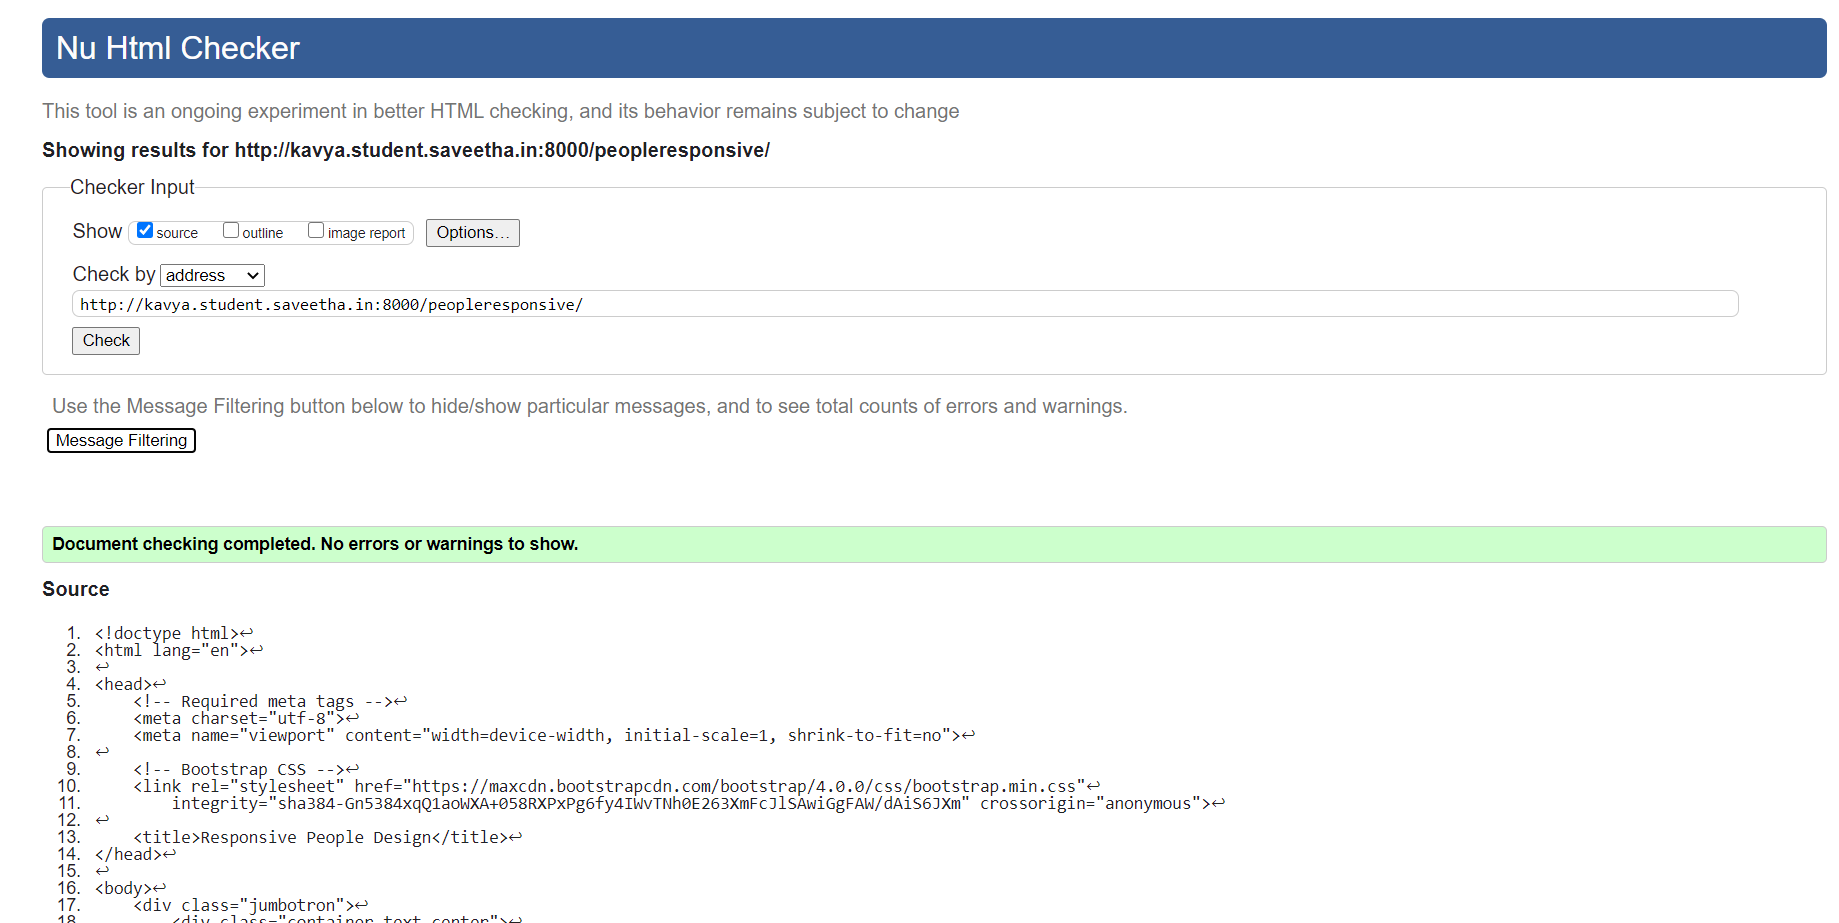 Nu Html Checker
This tool is an ongoing experiment in better HTML checking, and its behavior remains subject to change
Showing results for http://kavya.student.saveetha.in:8000/peopleresponsive/
Checker Input
Show source outline image report Options...
Check by address
http://kavya.student.saveetha.in:8000/peopleresponsive/
Check
Use the Message Filtering button below to hide/show particular messages, and to see total counts of errors and warnings.
Message Filtering
Document checking completed. No errors or warnings to show.
Source
1. <!doctype html>↩
2. <html lang="en">↩
3. ↩
4. <head>↩
5. <!-- Required meta tags -->↩
6. <meta charset="utf-8">↩
7. <meta name="viewport" content="width=device-width, initial-scale=1, shrink-to-fit=no">↩
8. ↩
9. <!-- Bootstrap CSS -->↩
10. <link rel="stylesheet" href="https://maxcdn.bootstrapcdn.com/bootstrap/4.0.0/css/bootstrap.min.css"↩
11. integrity="sha384-Gn5384xqQ1aoWXA+058RXPxPg6fy4IWvTNh0E263XmFcJlSAwiGgFAW/dAiS6JXm" crossorigin="anonymous">↩
12. ↩
13. <title>Responsive People Design</title>↩
14. </head>↩
15. ↩
16. <body>↩
17. <div class="jumbotron">↩
18. <div class="container text-center">↩